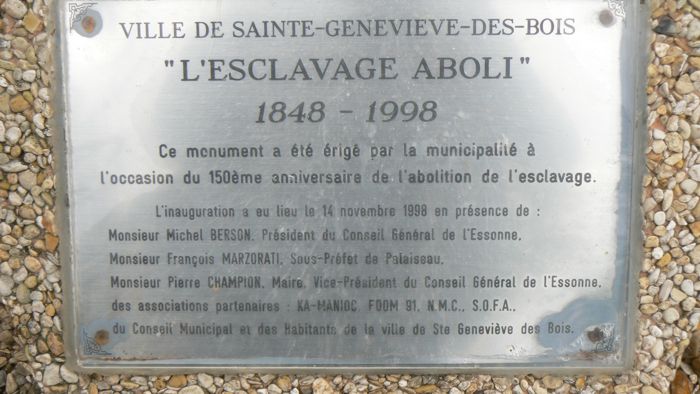 VILLE DE SAINTE-GENEVIEVE-DES-BOIS
"L'ESCLAVAGE ABOLI"
1848 - 1998
Ce monument a été érigé par la municipalité à
l'occasion du 150ème anniversaire de l'abolition de l'esclavage.
L'inauguration a eu lieu le 14 novembre 1998 en présence de :
Monsieur Michel BERSON, Président du Conseil Général de l'Essonne,
Monsieur François MARZORATI, Sous-Préfet de Palaiseau,
Monsieur Pierre CHAMPION, Maire, Vice-Président du Conseil Général de l'Essonne,
des associations partenaires : KA-MANIOC, FDOM 91, N.M.C., S.O.F.A.,
du Conseil Municipal et des Habitants de la ville de Ste Geneviève des Bois.